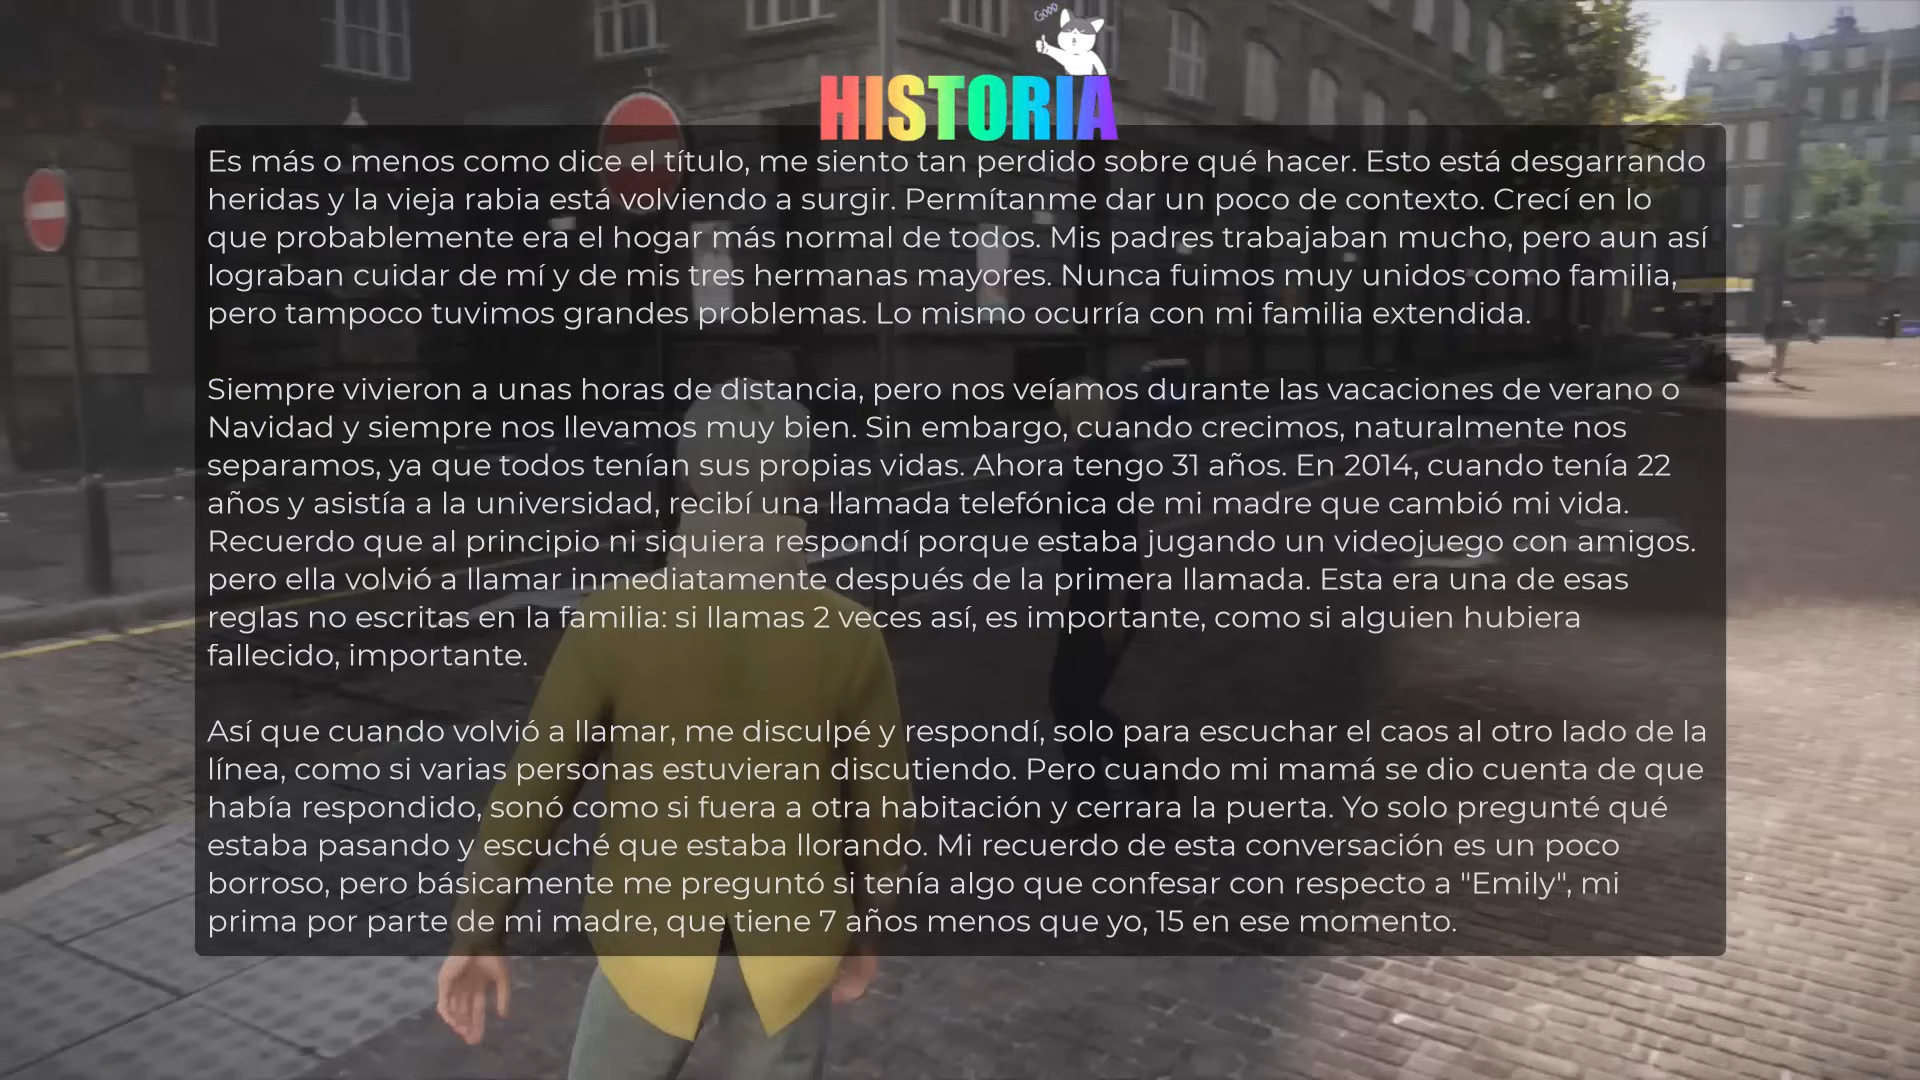 GOOD
HISTORIA
Es más o menos como dice el título, me siento tan perdido sobre qué hacer. Esto está desgarrando
heridas y la vieja rabia está volviendo a surgir. Permítanme dar un poco de contexto. Crecí en lo
que probablemente era el hogar más normal de todos. Mis padres trabajaban mucho, pero aun así
lograban cuidar de mí y de mis tres hermanas mayores. Nunca fuimos muy unidos como familia,
pero tampoco tuvimos grandes problemas. Lo mismo ocurría con mi familia extendida.
Siempre vivieron a unas horas de distancia, pero nos veíamos durante las vacaciones de verano o
Navidad y siempre nos llevamos muy bien. Sin embargo, cuando crecimos, naturalmente nos
separamos, ya que todos tenían sus propias vidas. Ahora tengo 31 años. En 2014, cuando tenía 22
años y asistía a la universidad, recibí una llamada telefónica de mi madre que cambió mi vida.
Recuerdo que al principio ni siquiera respondí porque estaba jugando un videojuego con amigos.
pero ella volvió a llamar inmediatamente después de la primera llamada. Esta era una de esas
reglas no escritas en la familia: si llamas 2 veces así, es importante, como si alguien hubiera
fallecido, importante.
Así que cuando volvió a llamar, me disculpé y respondí, solo para escuchar el caos al otro lado de la
línea, como si varias personas estuvieran discutiendo. Pero cuando mi mamá se dio cuenta de que
había respondido, sonó como si fuera a otra habitación y cerrara la puerta. Yo solo pregunté qué
estaba pasando y escuché que estaba llorando. Mi recuerdo de esta conversación es un poco
borroso, pero básicamente me preguntó si tenía algo que confesar con respecto a "Emily", mi
prima por parte de mi madre, que tiene 7 años menos que yo, 15 en ese momento.